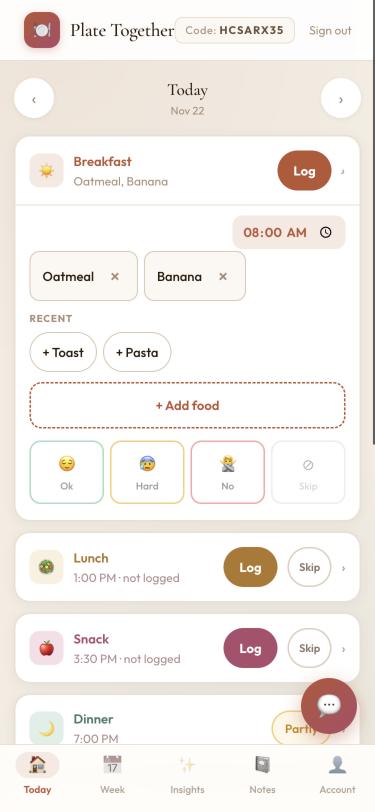 Plate Together
Code: HCSARX35
Sign out
‹
Today
›
Nov 22
Breakfast
Oatmeal, Banana
Log
›
08:00 AM
Oatmeal ×
Banana ×
RECENT
+ Toast
+ Pasta
+ Add food
Ok
Hard
No
Skip
Lunch
1:00 PM · not logged
Log
Skip
›
Snack
3:30 PM · not logged
Log
Skip
›
Dinner
7:00 PM
Today
Week
Insights
Notes
Account